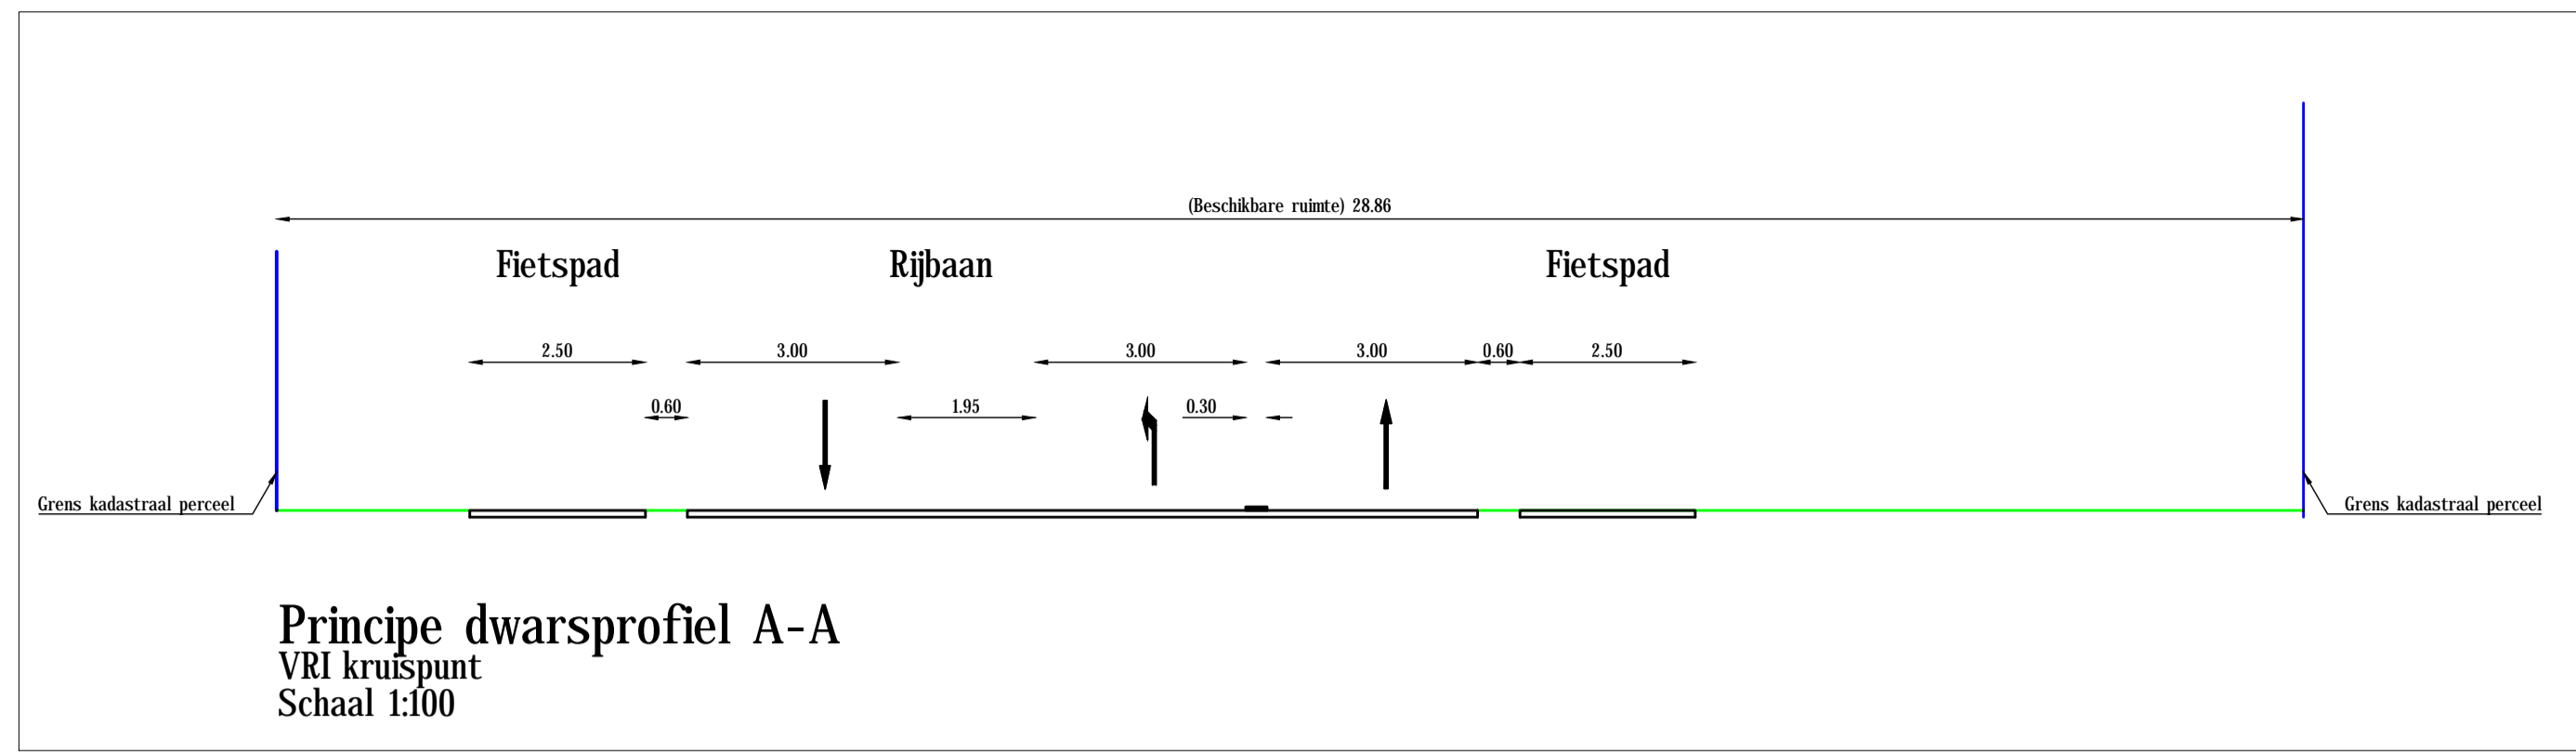 (Beschikbare ruimte) 28.86
Fietspad Rijbaan Fietspad
2.50 3.00 3.00 3.00 0.60 2.50
0.60 1.95 0.30
Grens kadastraal perceel Grens kadastraal perceel
Principe dwarsprofiel A-A
VRI kruispunt
Schaal 1:100